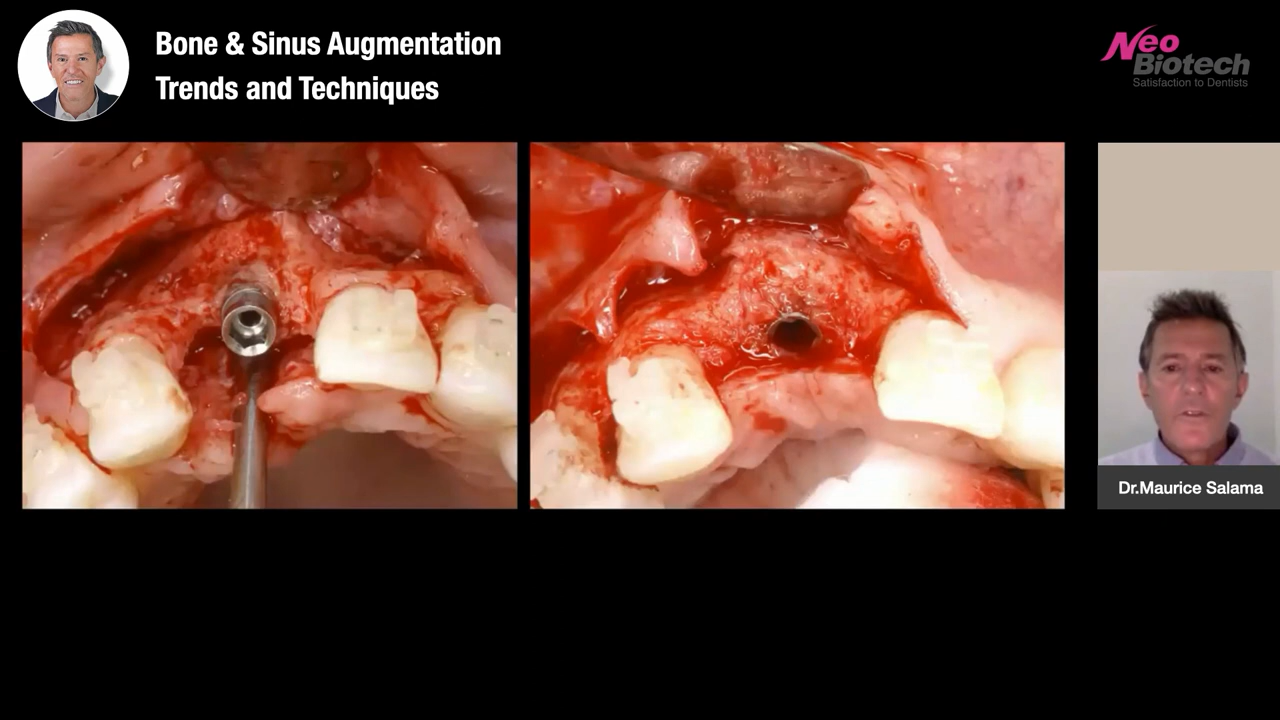 Bone & Sinus Augmentation
Trends and Techniques
Neo
Biotech
Satisfaction to Dentists
Dr.Maurice Salama